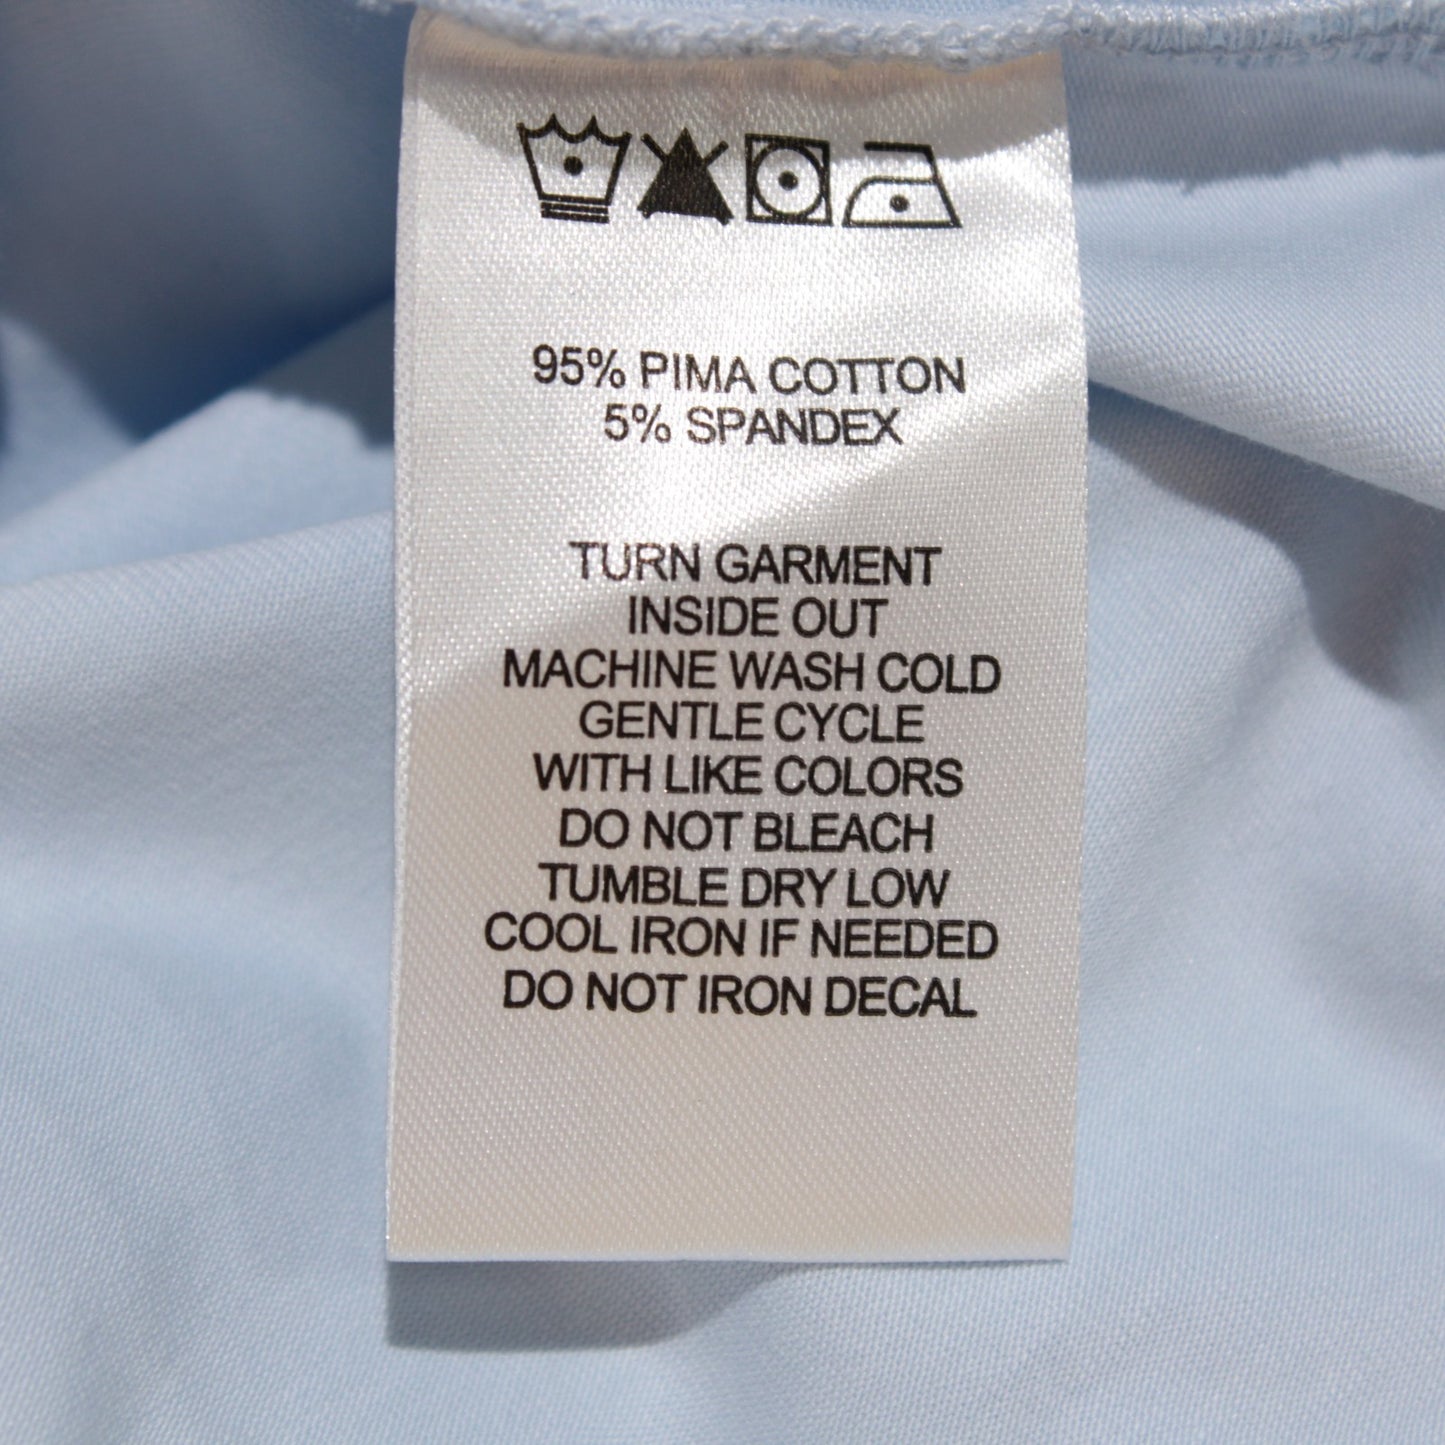 95% PIMA COTTON
5% SPANDEX
TURN GARMENT
INSIDE OUT
MACHINE WASH COLD
GENTLE CYCLE
WITH LIKE COLORS
DO NOT BLEACH
TUMBLE DRY LOW
COOL IRON IF NEEDED
DO NOT IRON DECAL